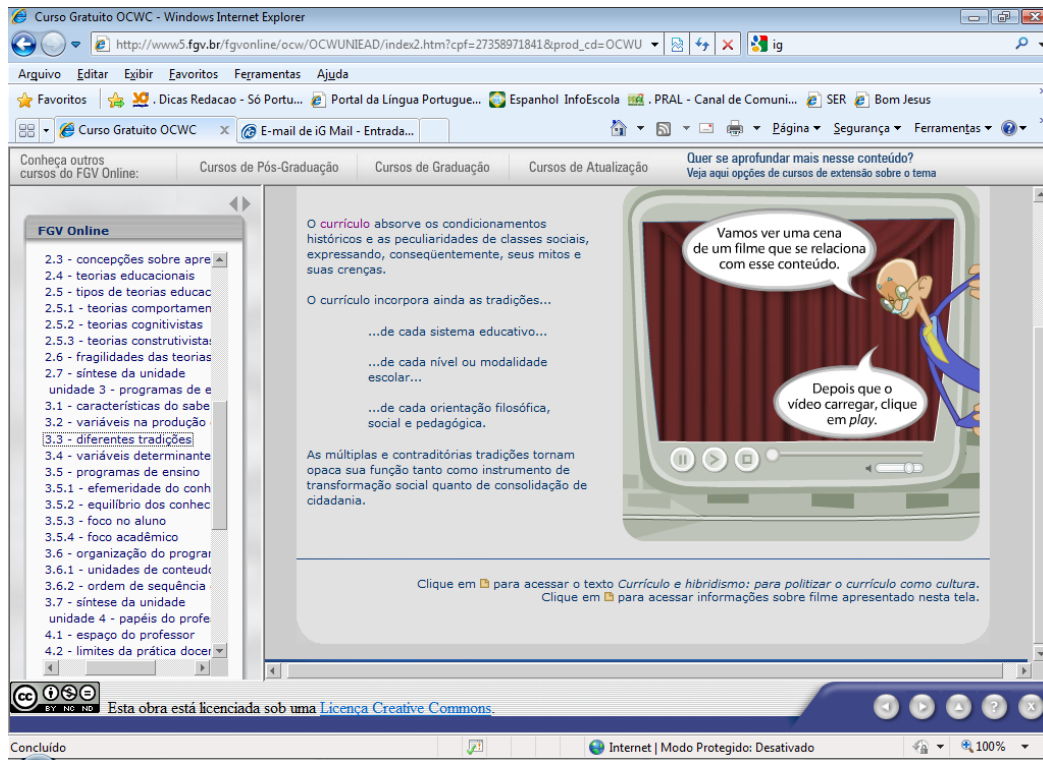 Curso Gratuito OCWC - Windows Internet Explorer
http://www5.fgv.br/fgvonline/ocw/OCWUNIEAD/index2.htm?cpf=27358971841&prod_cd=OCWU
ig
Arquivo Editar Exibir Favoritos Ferramentas Ajuda
Favoritos . Dicas Redacao - Só Portu... Portal da Língua Portugue... Espanhol InfoEscola . PRAL - Canal de Comuni... SER Bom Jesus
Curso Gratuito OCWC X E-mail de iG Mail - Entrada... Página Segurança Ferramentas
Conheça outros
cursos do FGV Online:
Cursos de Pós-Graduação Cursos de Graduação Cursos de Atualização
Quer se aprofundar mais nesse conteúdo?
Veja aqui opções de cursos de extensão sobre o tema
FGV Online
2.3 - concepções sobre apre
2.4 - teorias educacionais
2.5 - tipos de teorias educac
2.5.1 - teorias comportamen
2.5.2 - teorias cognitivistas
2.5.3 - teorias construtivistas
2.6 - fragilidades das teorias
2.7 - síntese da unidade
unidade 3 - programas de e
3.1 - características do sabe
3.2 - variáveis na produção
3.3 - diferentes tradições
3.4 - variáveis determinante
3.5 - programas de ensino
3.5.1 - efemeridade do conh
3.5.2 - equilíbrio dos conhec
3.5.3 - foco no aluno
3.5.4 - foco acadêmico
3.6 - organização do progran
3.6.1 - unidades de conteudo
3.6.2 - ordem de sequência
3.7 - síntese da unidade
unidade 4 - papéis do profe
4.1 - espaço do professor
4.2 - limites da prática docen
O currículo absorve os condicionamentos
históricos e as peculiaridades de classes sociais,
expressando, conseqüentemente, seus mitos e
suas crenças.
O currículo incorpora ainda as tradições...
...de cada sistema educativo...
...de cada nível ou modalidade
escolar...
...de cada orientação filosófica,
social e pedagógica.
As múltiplas e contraditórias tradições tornam
opaca sua função tanto como instrumento de
transformação social quanto de consolidação de
cidadania.
Vamos ver uma cena
de um filme que se relaciona
com esse conteúdo.
Depois que o
vídeo carregar, clique
em play.
Clique em para acessar o texto Currículo e hibridismo: para politizar o currículo como cultura.
Clique em para acessar informações sobre filme apresentado nesta tela.
cc BY NC ND
Esta obra está licenciada sob uma Licença Creative Commons.
Concluído Internet | Modo Protegido: Desativado 100%